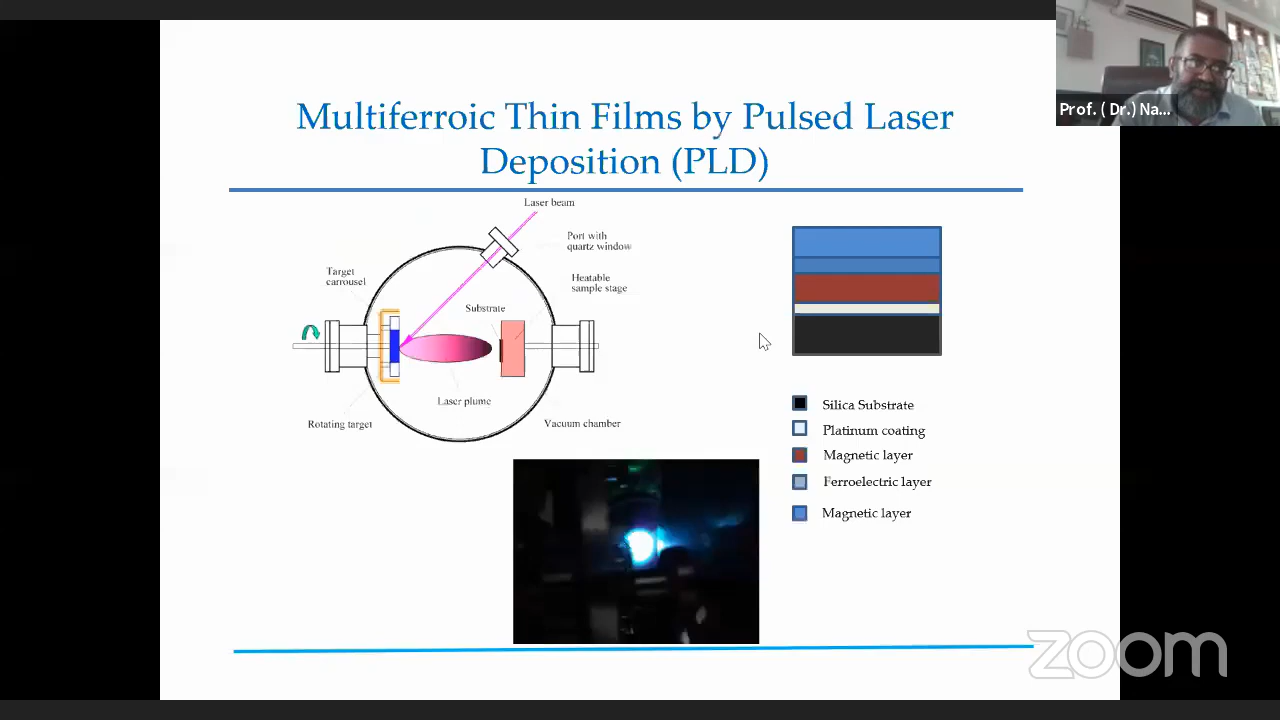 Prof. ( Dr.) Na...
Multiferroic Thin Films by Pulsed Laser
Deposition (PLD)
Laser beam
Port with
quartz window
Target
carrousel
Heatable
sample stage
Substrate
Laser plume
Rotating target
Vacuum chamber
Silica Substrate
Platinum coating
Magnetic layer
Ferroelectric layer
Magnetic layer
zoom